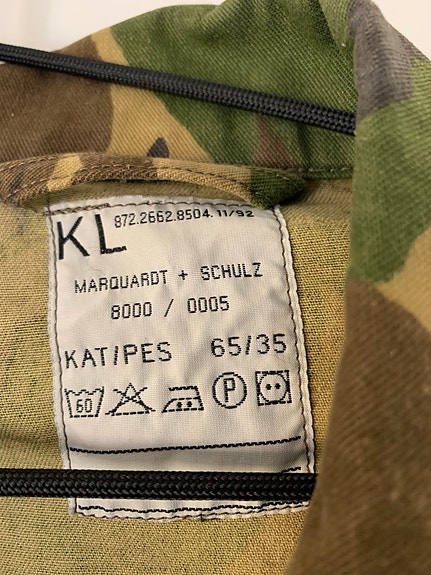 KL 872.2662.8504.11/92
MARQUARDT + SCHULZ
8000 / 0005
KAT/PES 65/35
60 P